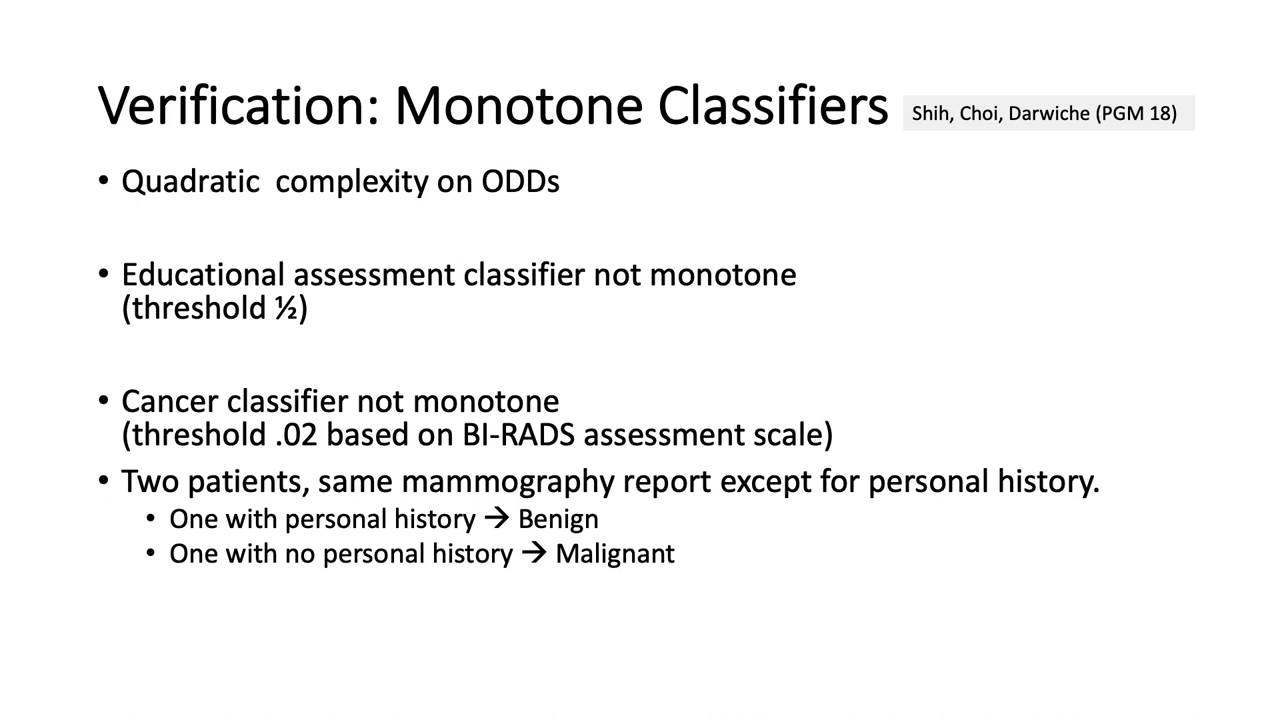 Verification: Monotone Classifiers Shih, Choi, Darwiche (PGM 18)
• Quadratic complexity on ODDs
• Educational assessment classifier not monotone
(threshold ½)
• Cancer classifier not monotone
(threshold .02 based on BI-RADS assessment scale)
• Two patients, same mammography report except for personal history.
• One with personal history → Benign
• One with no personal history → Malignant